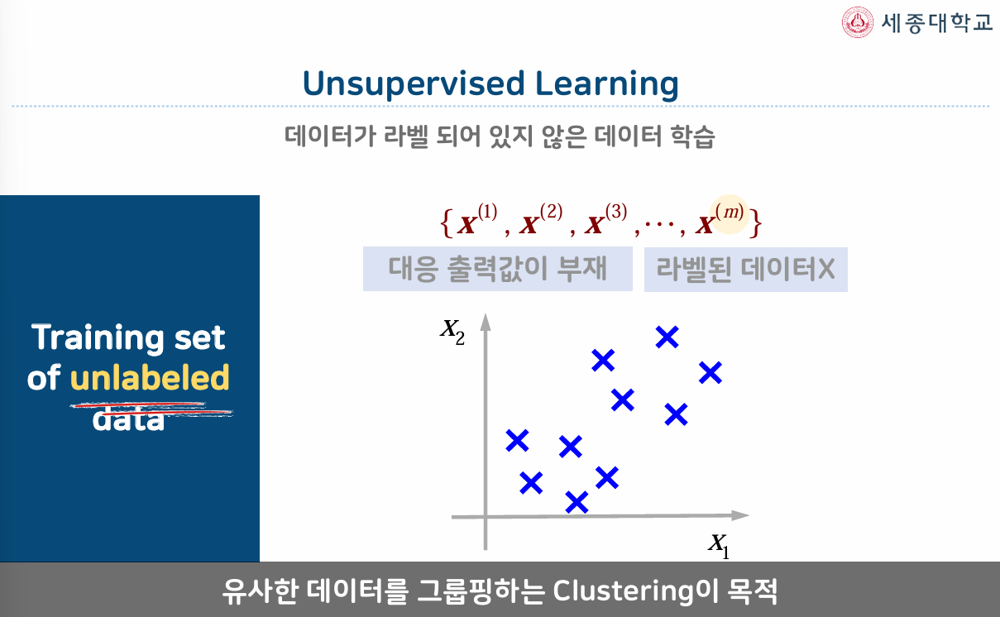 세종대학교
Unsupervised Learning
데이터가 라벨 되어 있지 않은 데이터 학습
{ x^(1) , x^(2) , x^(3) , ⋯ , x^(m) }
대응 출력값이 부재
라벨된 데이터X
Training set
of unlabeled
data
X₂
X₁
유사한 데이터를 그룹핑하는 Clustering이 목적